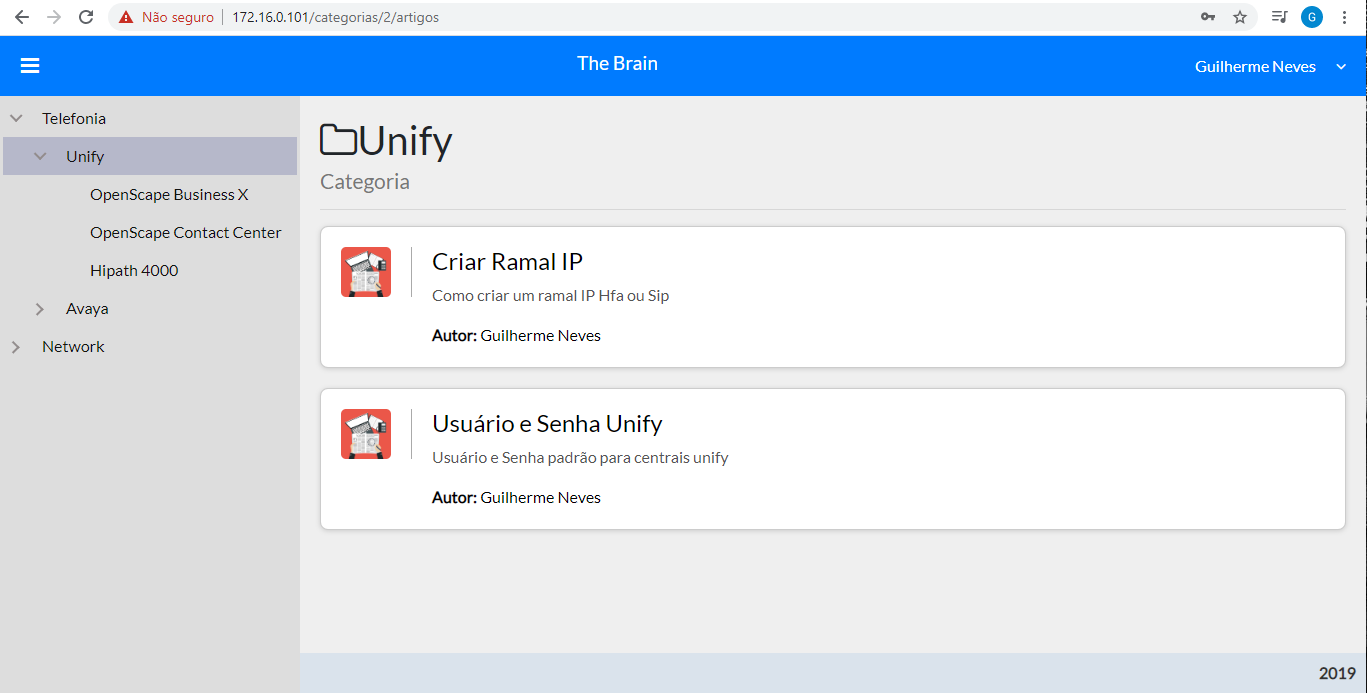 Não seguro 172.16.0.101/categorias/2/artigos G
The Brain Guilherme Neves
Telefonia
Unify
OpenScape Business X
OpenScape Contact Center
Hipath 4000
Avaya
Network
Unify
Categoria
Criar Ramal IP
Como criar um ramal IP Hfa ou Sip
Autor: Guilherme Neves
Usuário e Senha Unify
Usuário e Senha padrão para centrais unify
Autor: Guilherme Neves
2019